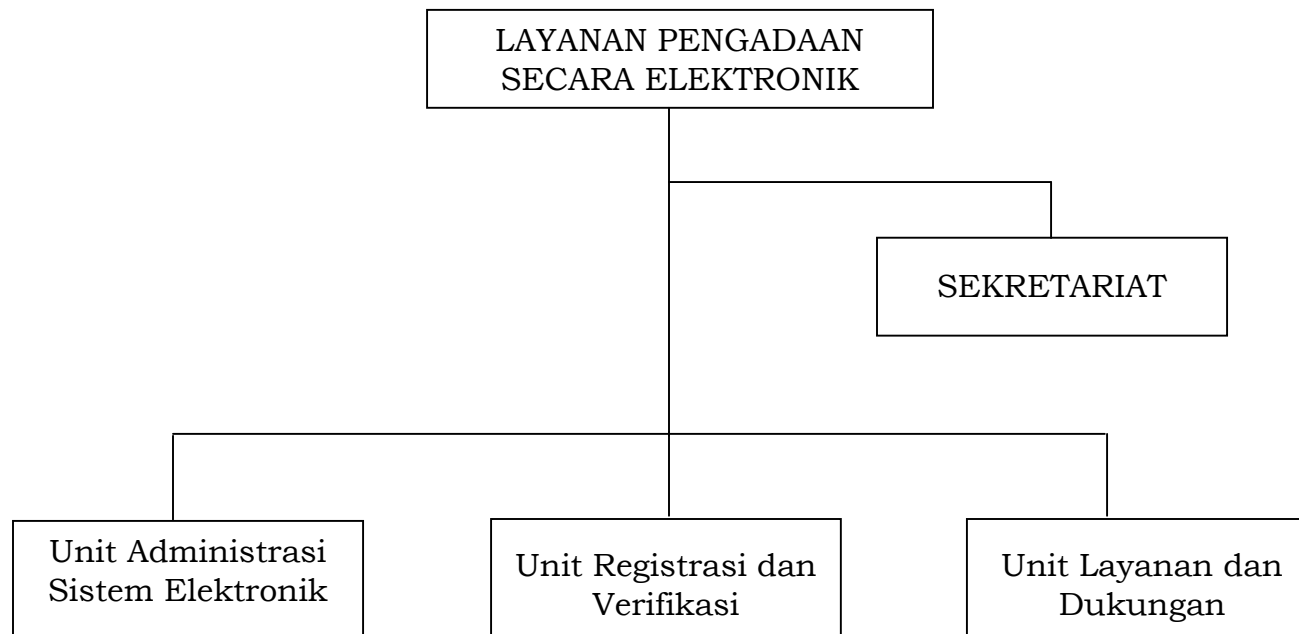 LAYANAN PENGADAAN
SECARA ELEKTRONIK
SEKRETARIAT
Unit Administrasi
Sistem Elektronik
Unit Registrasi dan
Verifikasi
Unit Layanan dan
Dukungan